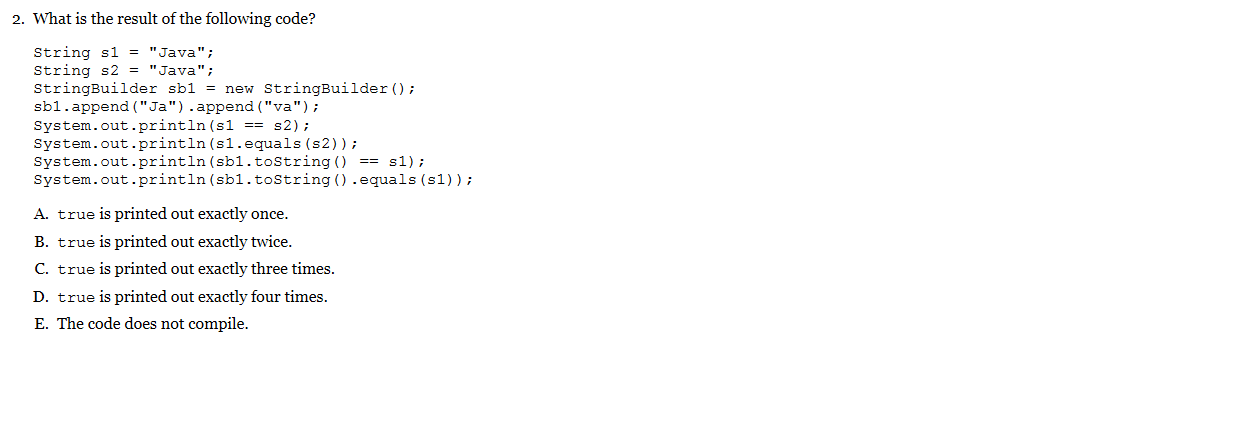 2. What is the result of the following code?
String s1 = "Java";
String s2 = "Java";
StringBuilder sb1 = new StringBuilder();
sb1.append("Ja").append("va");
System.out.println(s1 == s2);
System.out.println(s1.equals(s2));
System.out.println(sb1.toString() == s1);
System.out.println(sb1.toString().equals(s1));
A. true is printed out exactly once.
B. true is printed out exactly twice.
C. true is printed out exactly three times.
D. true is printed out exactly four times.
E. The code does not compile.